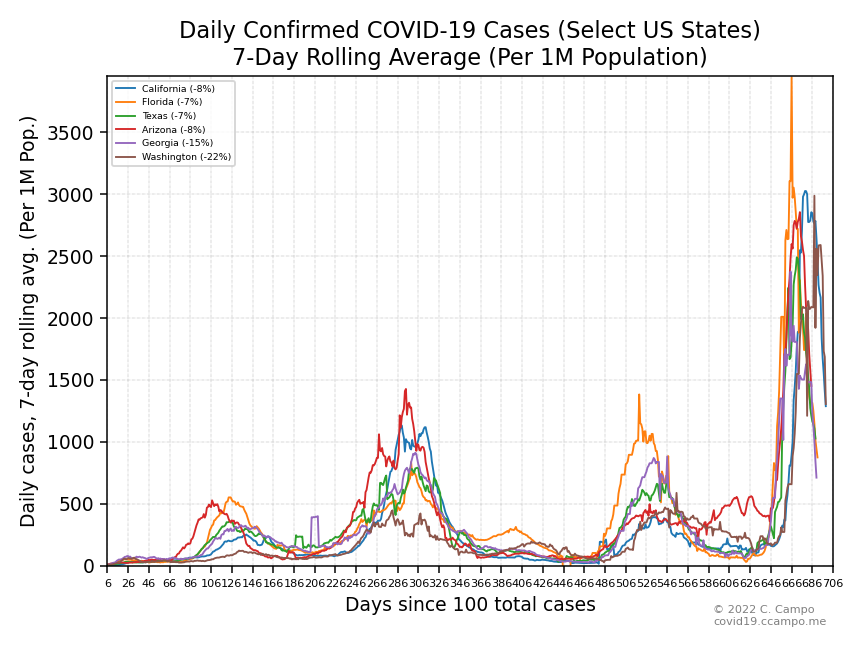 Daily Confirmed COVID-19 Cases (Select US States)
7-Day Rolling Average (Per 1M Population)
Daily cases, 7-day rolling avg. (Per 1M Pop.)
California (-8%)
Florida (-7%)
Texas (-7%)
Arizona (-8%)
Georgia (-15%)
Washington (-22%)
3500
3000
2500
2000
1500
1000
500
0
6 26 46 66 86 106 126 146 166 186 206 226 246 266 286 306 326 346 366 386 406 426 446 466 486 506 526 546 566 586 606 626 646 666 686 706
Days since 100 total cases
© 2022 C. Campo
covid19.ccampo.me